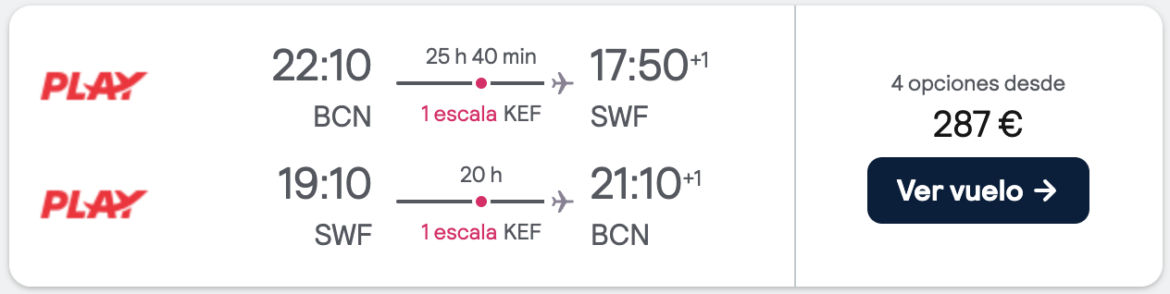 PLAY
22:10
25 h 40 min
17:50+1
BCN
1 escala KEF
SWF
PLAY
19:10
20 h
21:10+1
SWF
1 escala KEF
BCN
4 opciones desde
287 €
Ver vuelo →